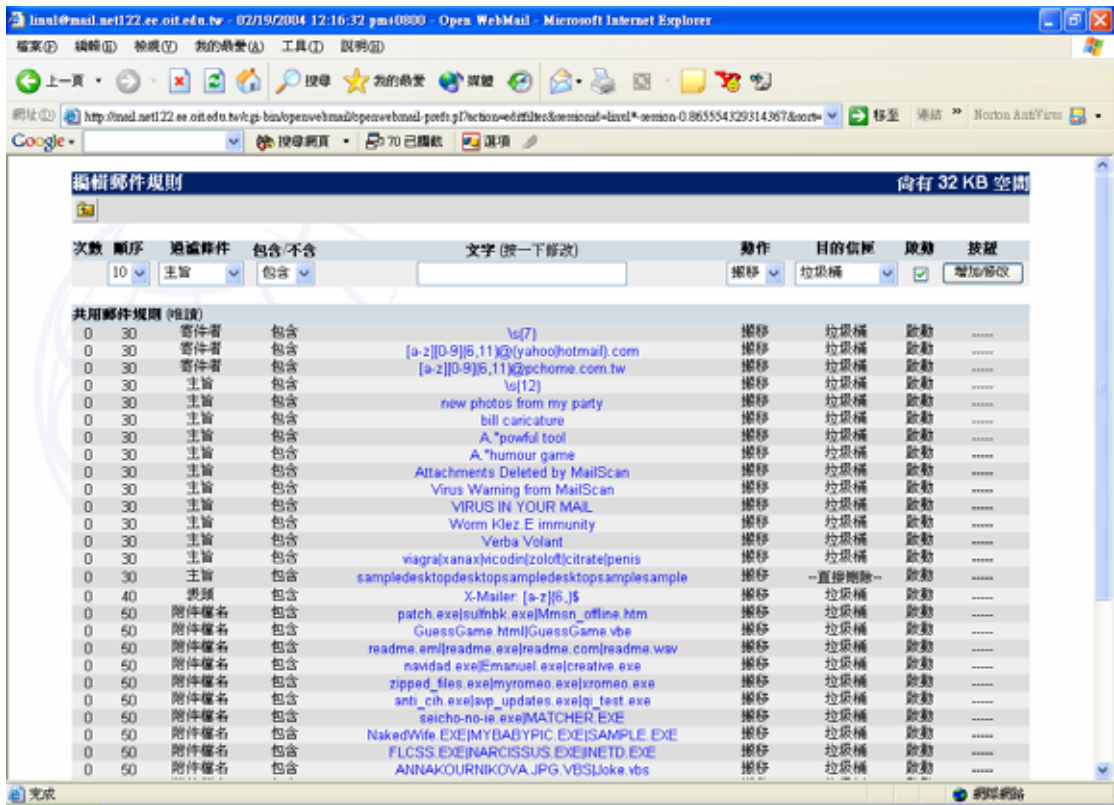 linul@mail.net122.ee.oit.edu.tw - 02/19/2004 12:16:32 pm+0800 - Open WebMail - Microsoft Internet Explorer
檔案(F) 編輯(E) 檢視(V) 我的最愛(A) 工具(T) 說明(H)
上一頁 搜尋 我的最愛 媒體
網址(D) 移至 連結 Norton AntiVirus
Google 搜尋網頁 70 已攔截 選項
編輯郵件規則 尚有 32 KB 空間
次數 順序 過濾條件 包含/不含 文字 (按一下修改) 動作 目的信匣 啟動 按鈕
10 主旨 包含 搬移 垃圾桶 增加/修改
共用郵件規則 (唯讀)
0 30 寄件者 包含 \s{7} 搬移 垃圾桶 啟動 -----
0 30 寄件者 包含 [a-z][0-9]{6,11}@(yahoo|hotmail).com 搬移 垃圾桶 啟動 -----
0 30 寄件者 包含 [a-z][0-9]{6,11}@pchome.com.tw 搬移 垃圾桶 啟動 -----
0 30 主旨 包含 \s{12} 搬移 垃圾桶 啟動 -----
0 30 主旨 包含 new photos from my party 搬移 垃圾桶 啟動 -----
0 30 主旨 包含 bill caricature 搬移 垃圾桶 啟動 -----
0 30 主旨 包含 A.*powful tool 搬移 垃圾桶 啟動 -----
0 30 主旨 包含 A.*humour game 搬移 垃圾桶 啟動 -----
0 30 主旨 包含 Attachments Deleted by MailScan 搬移 垃圾桶 啟動 -----
0 30 主旨 包含 Virus Warning from MailScan 搬移 垃圾桶 啟動 -----
0 30 主旨 包含 VIRUS IN YOUR MAIL 搬移 垃圾桶 啟動 -----
0 30 主旨 包含 Worm Klez.E immunity 搬移 垃圾桶 啟動 -----
0 30 主旨 包含 Verba Volant 搬移 垃圾桶 啟動 -----
0 30 主旨 包含 viagra|xanax|vicodin|zoloft|citrate|penis 搬移 垃圾桶 啟動 -----
0 30 主旨 包含 sampledesktopdesktopsampledesktopsamplesample 搬移 --直接刪除-- 啟動 -----
0 40 表頭 包含 X-Mailer: [a-z]{6,}$ 搬移 垃圾桶 啟動 -----
0 50 附件檔名 包含 patch.exe|sulfnbk.exe|Mmsn_offline.htm 搬移 垃圾桶 啟動 -----
0 50 附件檔名 包含 GuessGame.html|GuessGame.vbe 搬移 垃圾桶 啟動 -----
0 50 附件檔名 包含 readme.eml|readme.exe|readme.com|readme.wav 搬移 垃圾桶 啟動 -----
0 50 附件檔名 包含 navidad.exe|Emanuel.exe|creative.exe 搬移 垃圾桶 啟動 -----
0 50 附件檔名 包含 zipped_files.exe|myromeo.exe|xromeo.exe 搬移 垃圾桶 啟動 -----
0 50 附件檔名 包含 anti_cih.exe|avp_updates.exe|qi_test.exe 搬移 垃圾桶 啟動 -----
0 50 附件檔名 包含 seicho-no-ie.exe|MATCHER.EXE 搬移 垃圾桶 啟動 -----
0 50 附件檔名 包含 NakedWife.EXE|MYBABYPIC.EXE|SAMPLE.EXE 搬移 垃圾桶 啟動 -----
0 50 附件檔名 包含 FLCSS.EXE|NARCISSUS.EXE|INETD.EXE 搬移 垃圾桶 啟動 -----
0 50 附件檔名 包含 ANNAKOURNIKOVA.JPG.VBS|Joke.vbs 搬移 垃圾桶 啟動 -----
完成 網際網路